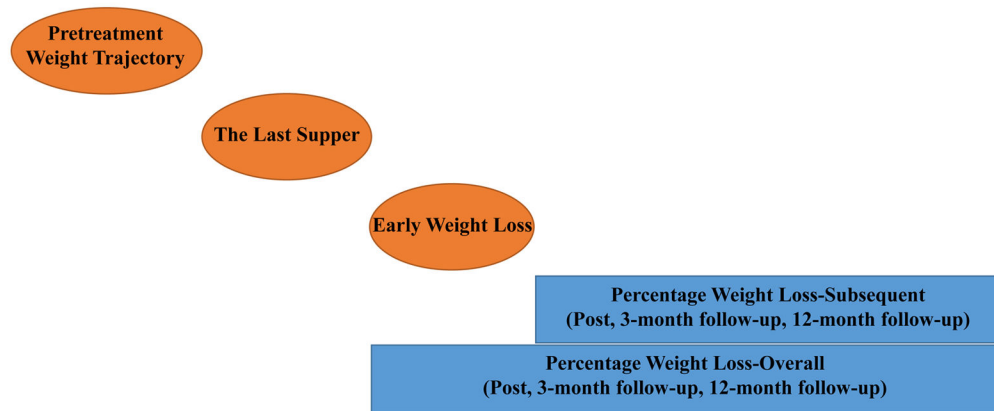 Pretreatment
Weight Trajectory
The Last Supper
Early Weight Loss
Percentage Weight Loss-Subsequent
(Post, 3-month follow-up, 12-month follow-up)
Percentage Weight Loss-Overall
(Post, 3-month follow-up, 12-month follow-up)